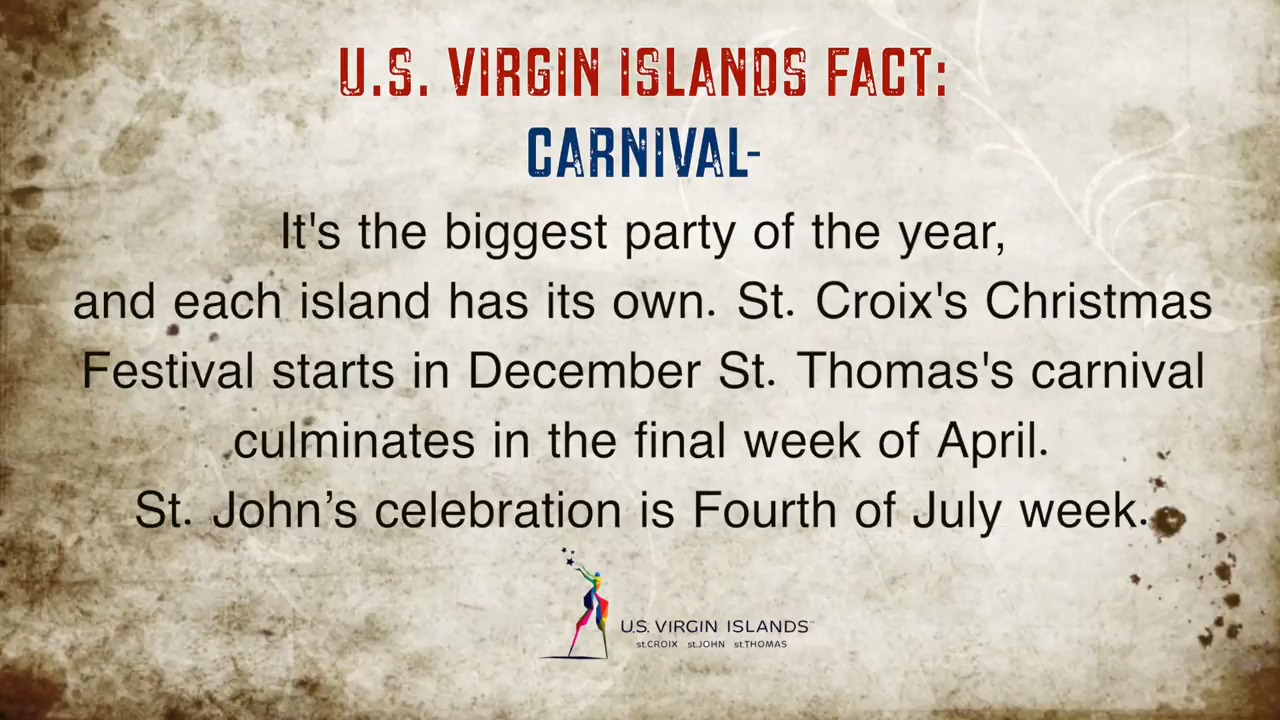 U.S. VIRGIN ISLANDS FACT:
CARNIVAL-
It's the biggest party of the year,
and each island has its own. St. Croix's Christmas
Festival starts in December St. Thomas's carnival
culminates in the final week of April.
St. John’s celebration is Fourth of July week.
U.S. VIRGIN ISLANDS™
st.CROIX st.JOHN st.THOMAS